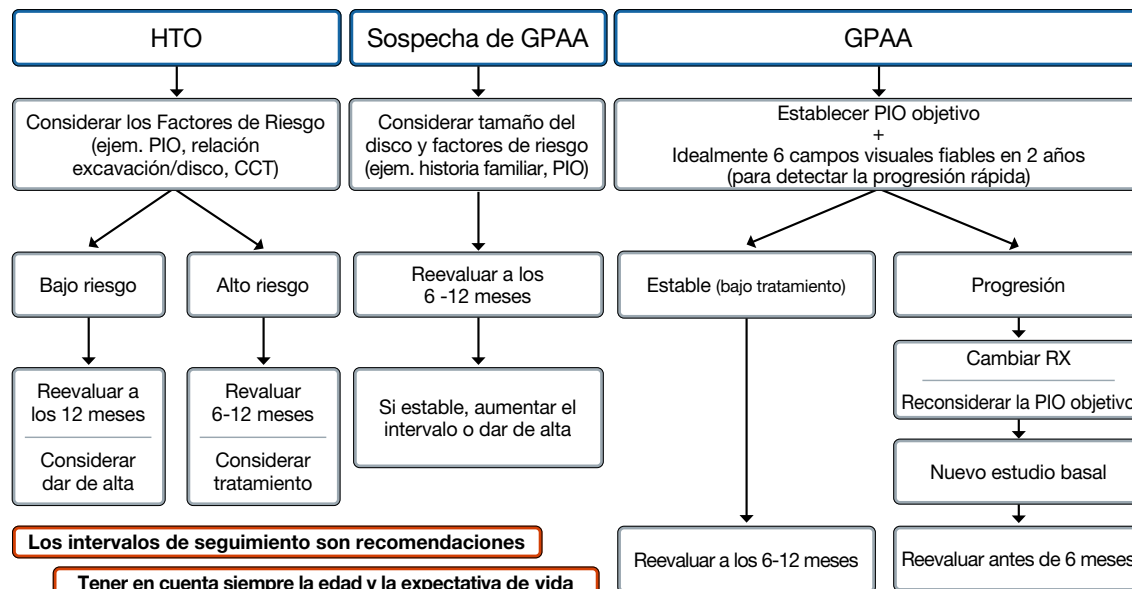 HTO
Sospecha de GPAA
GPAA
Considerar los Factores de Riesgo
(ejem. PIO, relación
excavación/disco, CCT)
Considerar tamaño del
disco y factores de riesgo
(ejem. historia familiar, PIO)
Establecer PIO objetivo
+
Idealmente 6 campos visuales fiables en 2 años
(para detectar la progresión rápida)
Bajo riesgo
Alto riesgo
Reevaluar a los
6 -12 meses
Estable (bajo tratamiento)
Progresión
Reevaluar a
los 12 meses
Considerar
dar de alta
Revaluar
6-12 meses
Considerar
tratamiento
Si estable, aumentar el
intervalo o dar de alta
Cambiar RX
Reconsiderar la PIO objetivo
Nuevo estudio basal
Reevaluar a los 6-12 meses
Reevaluar antes de 6 meses
Los intervalos de seguimiento son recomendaciones
Tener en cuenta siempre la edad y la expectativa de vida